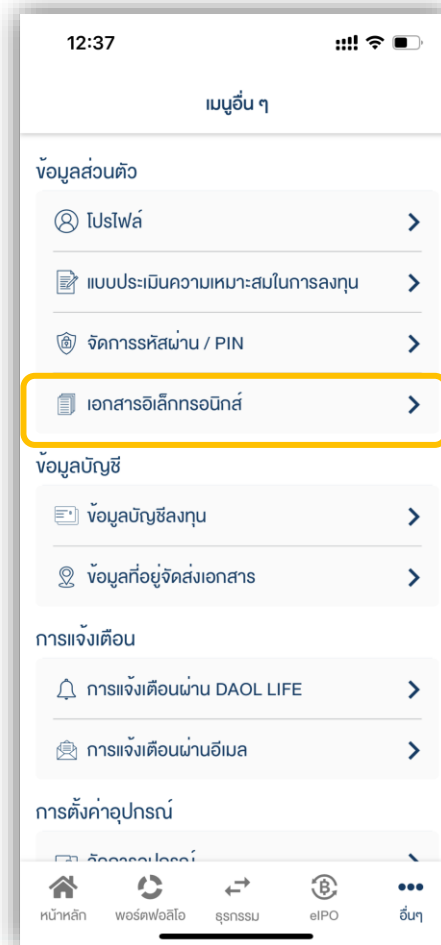 12:37
เมนูอื่น ๆ
ข้อมูลส่วนตัว
โปรไฟล์
แบบประเมินความเหมาะสมในการลงทุน
จัดการรหัสผ่าน / PIN
เอกสารอิเล็กทรอนิกส์
ข้อมูลบัญชี
ข้อมูลบัญชีลงทุน
ข้อมูลที่อยู่จัดส่งเอกสาร
การแจ้งเตือน
การแจ้งเตือนผ่าน DAOL LIFE
การแจ้งเตือนผ่านอีเมล
การตั้งค่าอุปกรณ์
จัดการอุปกรณ์
หน้าหลัก พอร์ตฟอลิโอ ธุรกรรม eIPO อื่นๆ